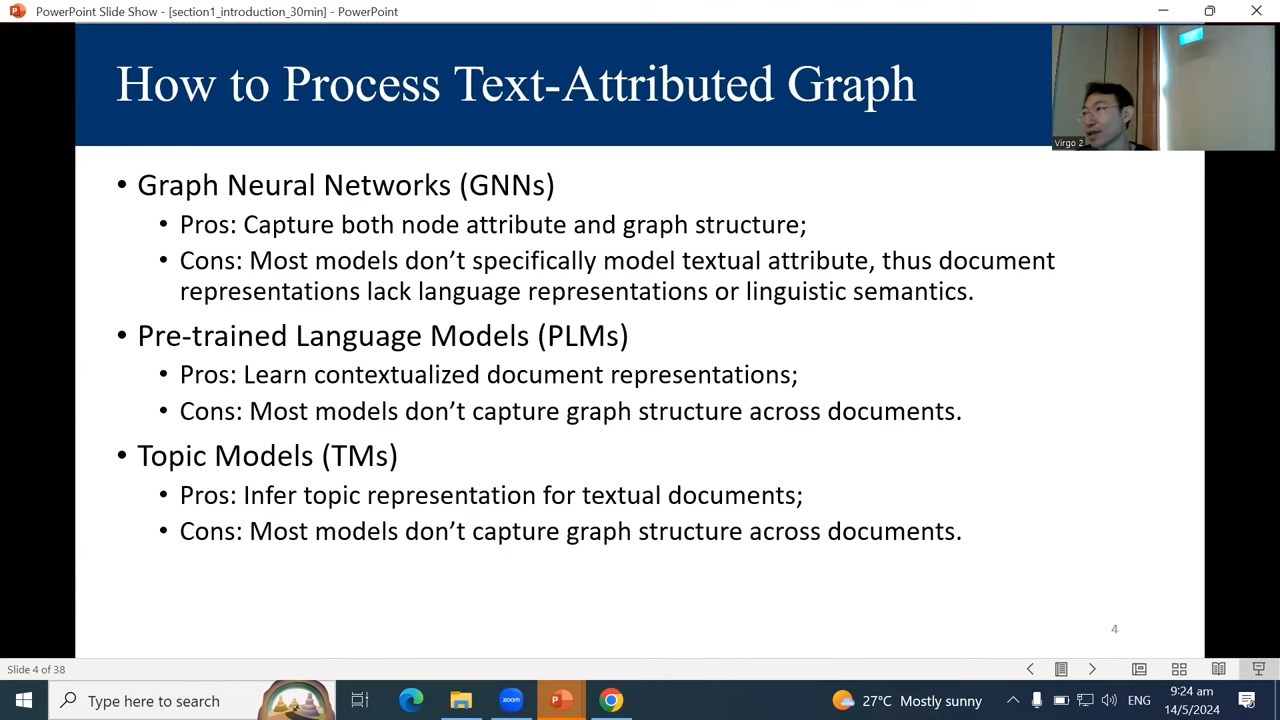 PowerPoint Slide Show - [section1_introduction_30min] - PowerPoint
How to Process Text-Attributed Graph
Virgo 2
• Graph Neural Networks (GNNs)
• Pros: Capture both node attribute and graph structure;
• Cons: Most models don’t specifically model textual attribute, thus document
representations lack language representations or linguistic semantics.
• Pre-trained Language Models (PLMs)
• Pros: Learn contextualized document representations;
• Cons: Most models don’t capture graph structure across documents.
• Topic Models (TMs)
• Pros: Infer topic representation for textual documents;
• Cons: Most models don’t capture graph structure across documents.
4
Slide 4 of 38
Type here to search
zoom
27°C Mostly sunny
ENG
9:24 am
14/5/2024